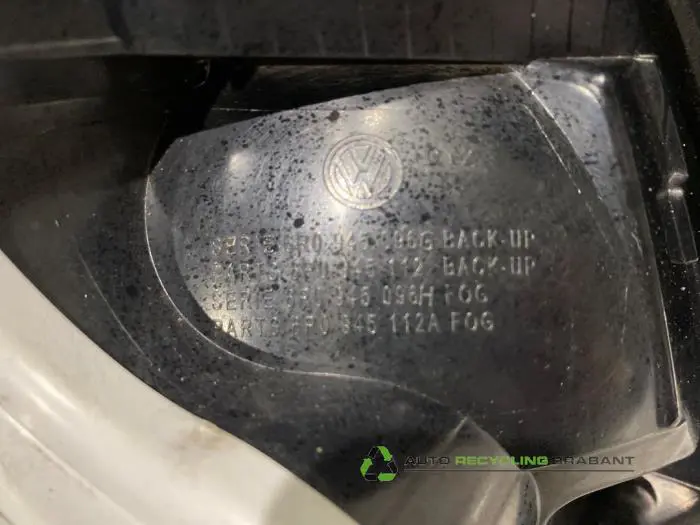 VW
SERIE 6R0 945 096G BACK-UP
PARTS 6R0 945 112 BACK-UP
SERIE 6R0 945 096H FOG
PARTS 6R0 945 112A FOG
AUTO RECYCLING BRABANT